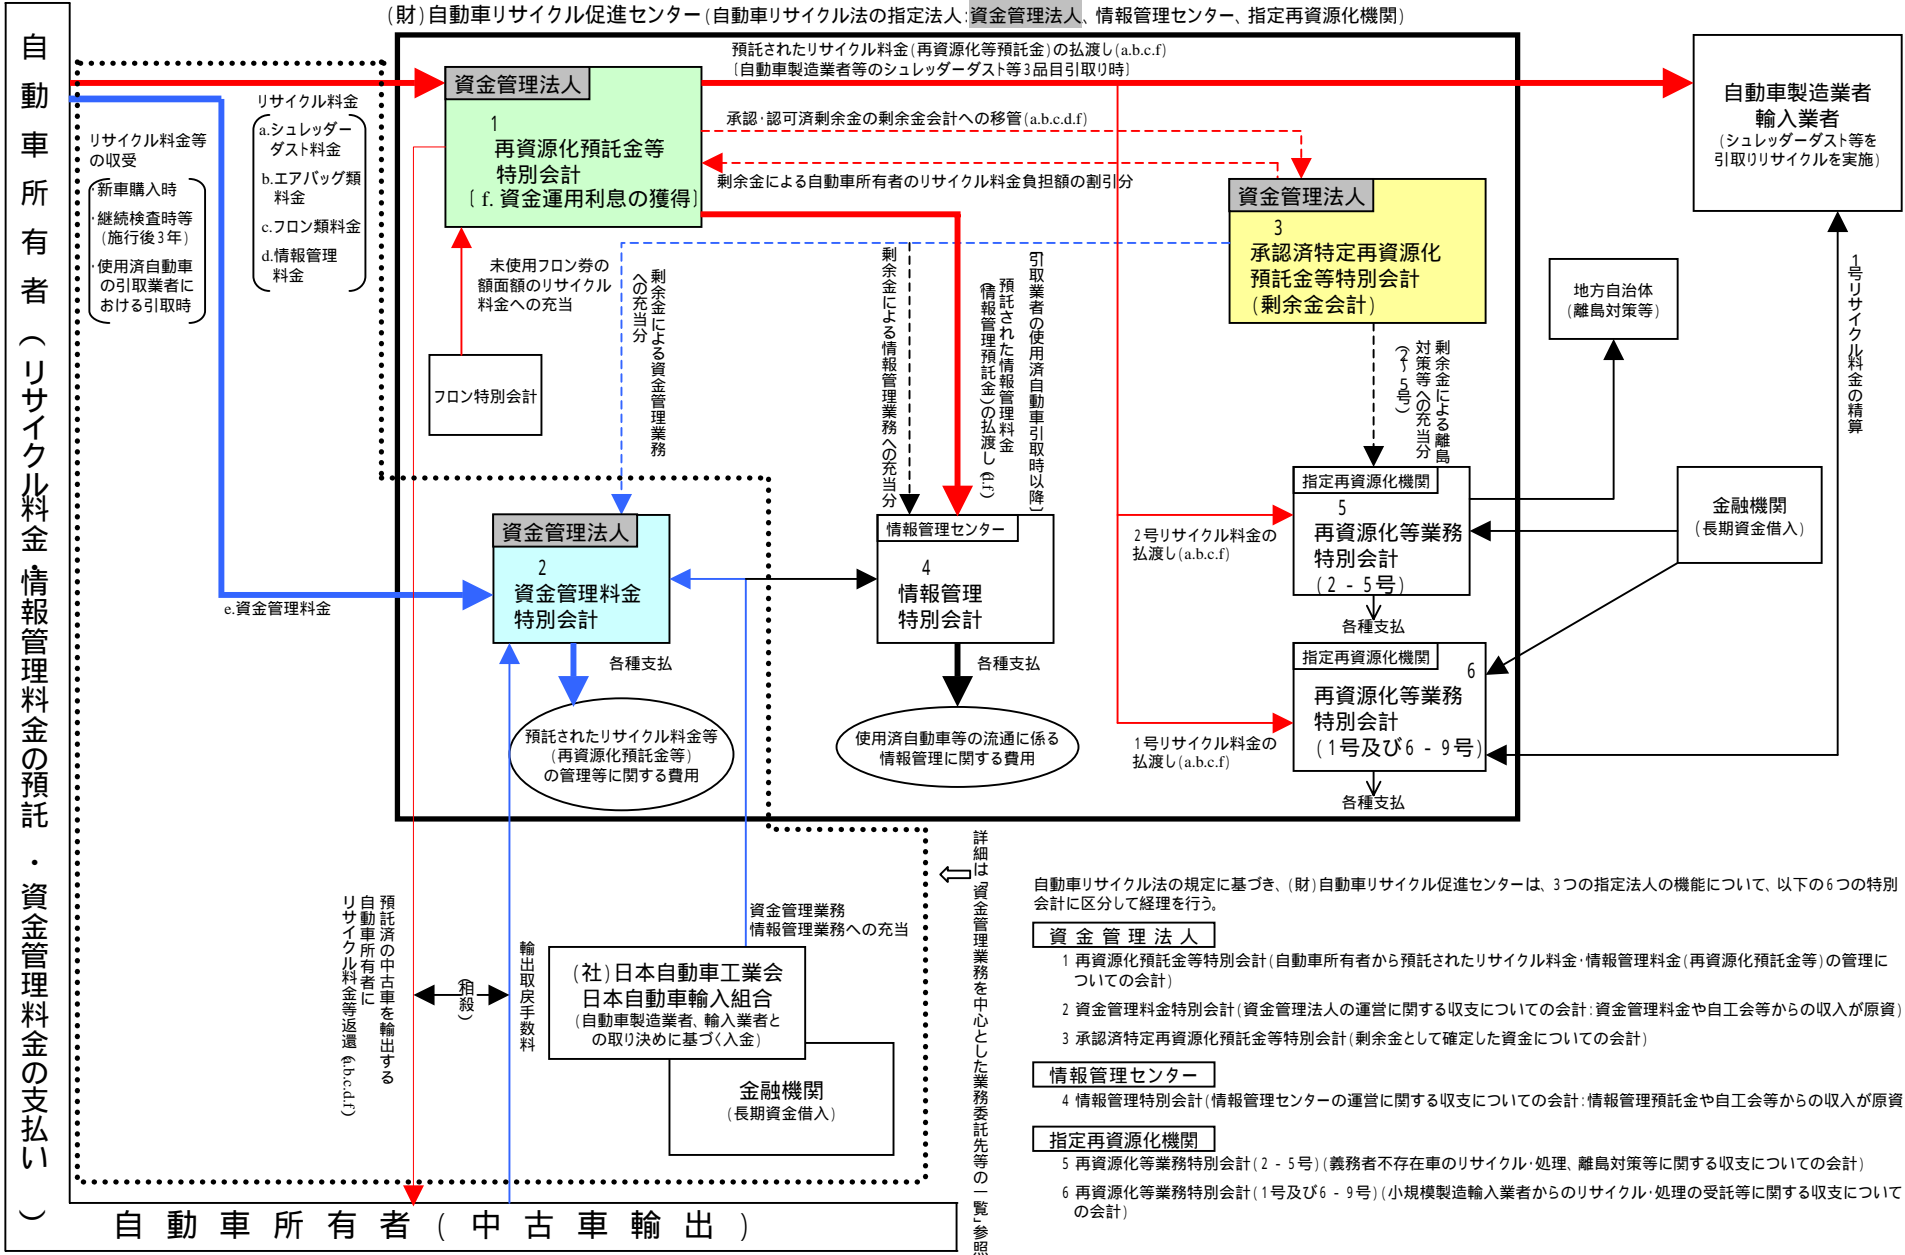 (財)自動車リサイクル促進センター(自動車リサイクル法の指定法人:資金管理法人、情報管理センター、指定再資源化機関)
自動車所有者(リサイクル料金・情報管理料金の預託・資金管理料金の支払い)
リサイクル料金等
の収受
・新車購入時
・継続検査時等
(施行後3年)
・使用済自動車
の引取業者に
おける引取時
リサイクル料金
a.シュレッダー
ダスト料金
b.エアバッグ類
料金
c.フロン類料金
d.情報管理
料金
e.資金管理料金
資金管理法人
1
再資源化預託金等
特別会計
[f.資金運用利息の獲得]
預託されたリサイクル料金(再資源化等預託金)の払渡し(a.b.c.f)
[自動車製造業者等のシュレッダーダスト等3品目引取り時]
承認・認可済剰余金の剰余金会計への移管(a.b.c.d.f)
剰余金による自動車所有者のリサイクル料金負担額の割引分
自動車製造業者
輸入業者
(シュレッダーダスト等を
引取りリサイクルを実施)
資金管理法人
3
承認済特定再資源化
預託金等特別会計
(剰余金会計)
未使用フロン券の
額面額のリサイクル
料金への充当
フロン特別会計
剰余金による資金管理業務
への充当分
剰余金による情報管理業務への充当分
[引取業者の使用済自動車引取時以降]
預託された情報管理料金
(情報管理預託金)の払渡し(d.f)
剰余金による離島
対策等への充当分
(2~5号)
地方自治体
(離島対策等)
1号リサイクル料金の精算
資金管理法人
2
資金管理料金
特別会計
情報管理センター
4
情報管理
特別会計
2号リサイクル料金の
払渡し(a.b.c.f)
指定再資源化機関
5
再資源化等業務
特別会計
(2-5号)
各種支払
金融機関
(長期資金借入)
各種支払
各種支払
指定再資源化機関
6
再資源化等業務
特別会計
(1号及び6-9号)
各種支払
1号リサイクル料金の
払渡し(a.b.c.f)
預託されたリサイクル料金等
(再資源化預託金等)
の管理等に関する費用
使用済自動車等の流通に係る
情報管理に関する費用
預託済の中古車を輸出する
自動車所有者に
リサイクル料金等返還(a.b.c.d.f)
(相殺)
輸出取戻手数料
資金管理業務
情報管理業務への充当
(社)日本自動車工業会
日本自動車輸入組合
(自動車製造業者、輸入業者と
の取り決めに基づく入金)
金融機関
(長期資金借入)
詳細は「資金管理業務を中心とした業務委託先等の一覧」参照
自動車所有者(中古車輸出)
自動車リサイクル法の規定に基づき、(財)自動車リサイクル促進センターは、3つの指定法人の機能について、以下の6つの特別
会計に区分して経理を行う。
資金管理法人
1 再資源化預託金等特別会計(自動車所有者から預託されたリサイクル料金・情報管理料金(再資源化預託金等)の管理に
ついての会計)
2 資金管理料金特別会計(資金管理法人の運営に関する収支についての会計:資金管理料金や自工会等からの収入が原資)
3 承認済特定再資源化預託金等特別会計(剰余金として確定した資金についての会計)
情報管理センター
4 情報管理特別会計(情報管理センターの運営に関する収支についての会計:情報管理預託金や自工会等からの収入が原資
指定再資源化機関
5 再資源化等業務特別会計(2-5号)(義務者不存在車のリサイクル・処理、離島対策等に関する収支についての会計)
6 再資源化等業務特別会計(1号及び6-9号)(小規模製造輸入業者からのリサイクル・処理の受託等に関する収支について
の会計)